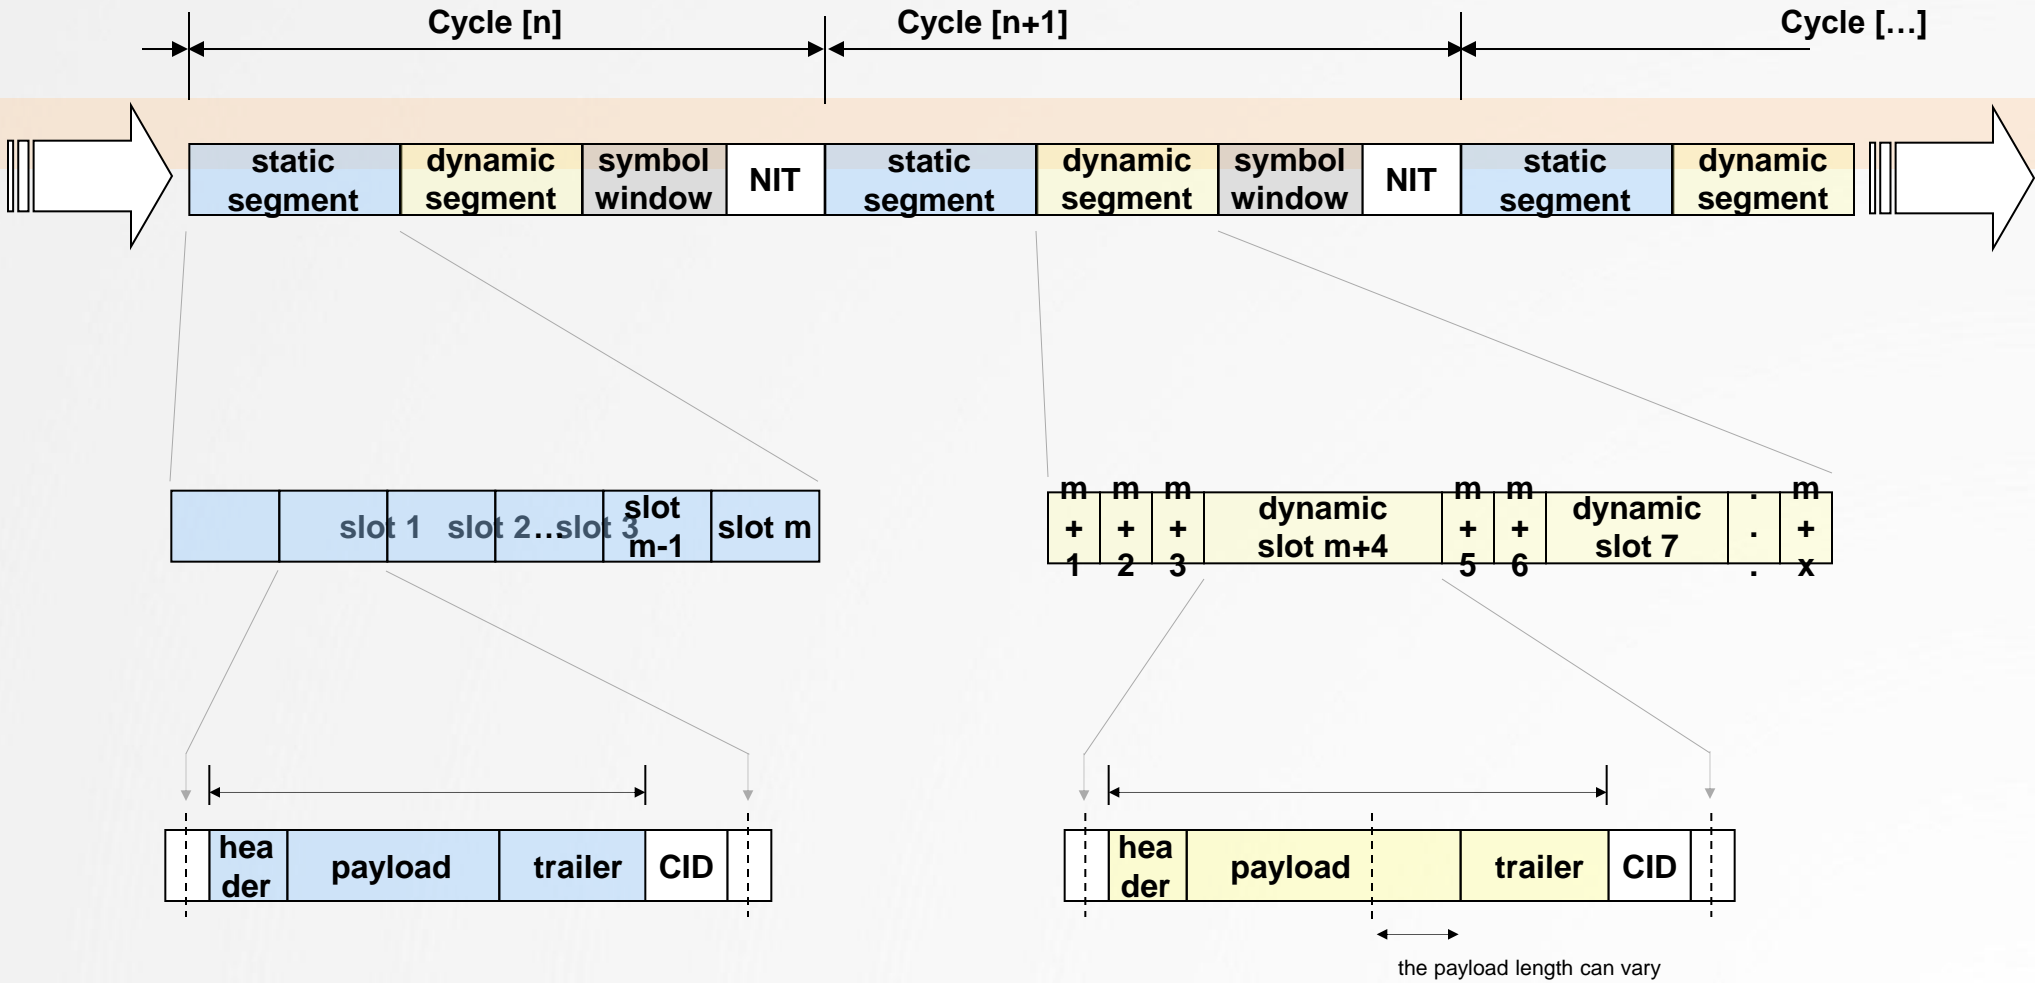 Cycle [n]
Cycle [n+1]
Cycle […]
static
segment
dynamic
segment
symbol
window
NIT
static
segment
dynamic
segment
symbol
window
NIT
static
segment
dynamic
segment
slot 1
slot 2
…
slot 3
slot
m-1
slot m
m
+
1
m
+
2
m
+
3
dynamic
slot m+4
m
+
5
m
+
6
dynamic
slot 7
.
.
.
m
+
x
hea
der
payload
trailer
CID
hea
der
payload
trailer
CID
the payload length can vary